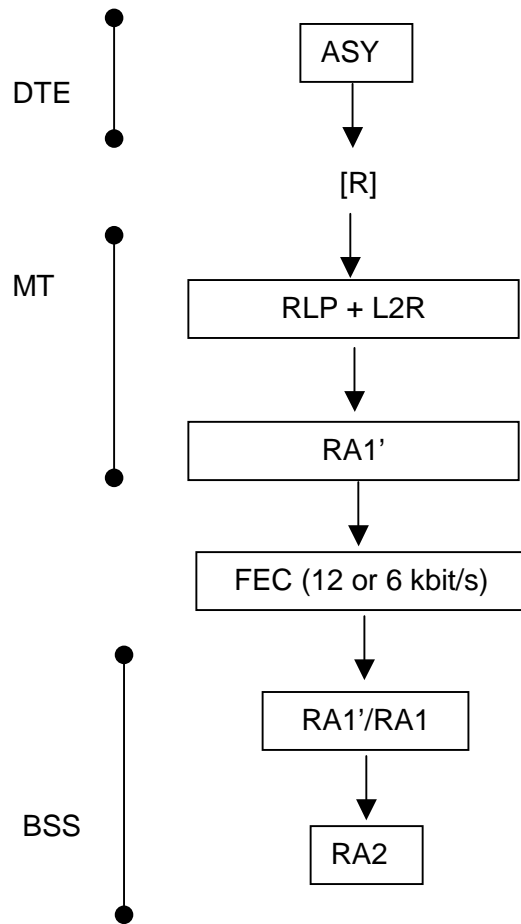 ASY
DTE
[R]
MT
RLP + L2R
RA1’
FEC (12 or 6 kbit/s)
RA1’/RA1
BSS
RA2